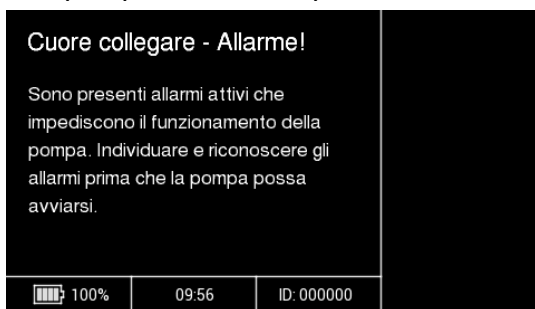 Cuore collegare - Allarme!
Sono presenti allarmi attivi che
impediscono il funzionamento della
pompa. Individuare e riconoscere gli
allarmi prima che la pompa possa
avviarsi.
100%
09:56
ID: 000000